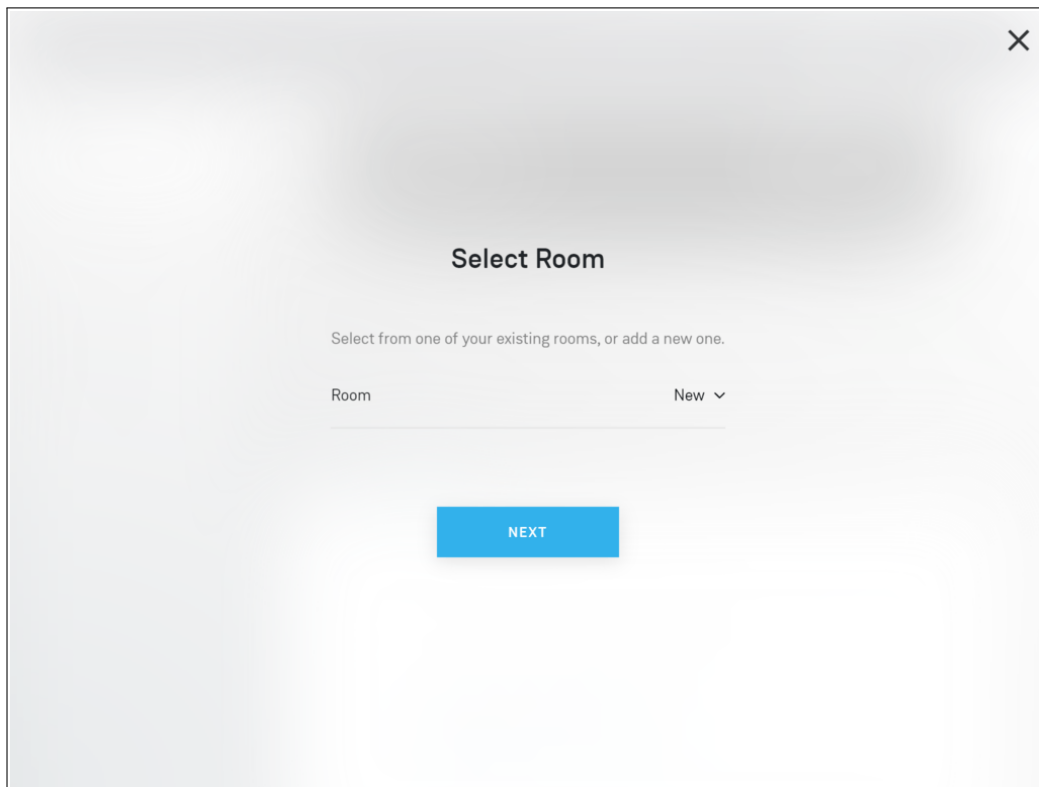 Select Room
Select from one of your existing rooms, or add a new one.
Room New
NEXT